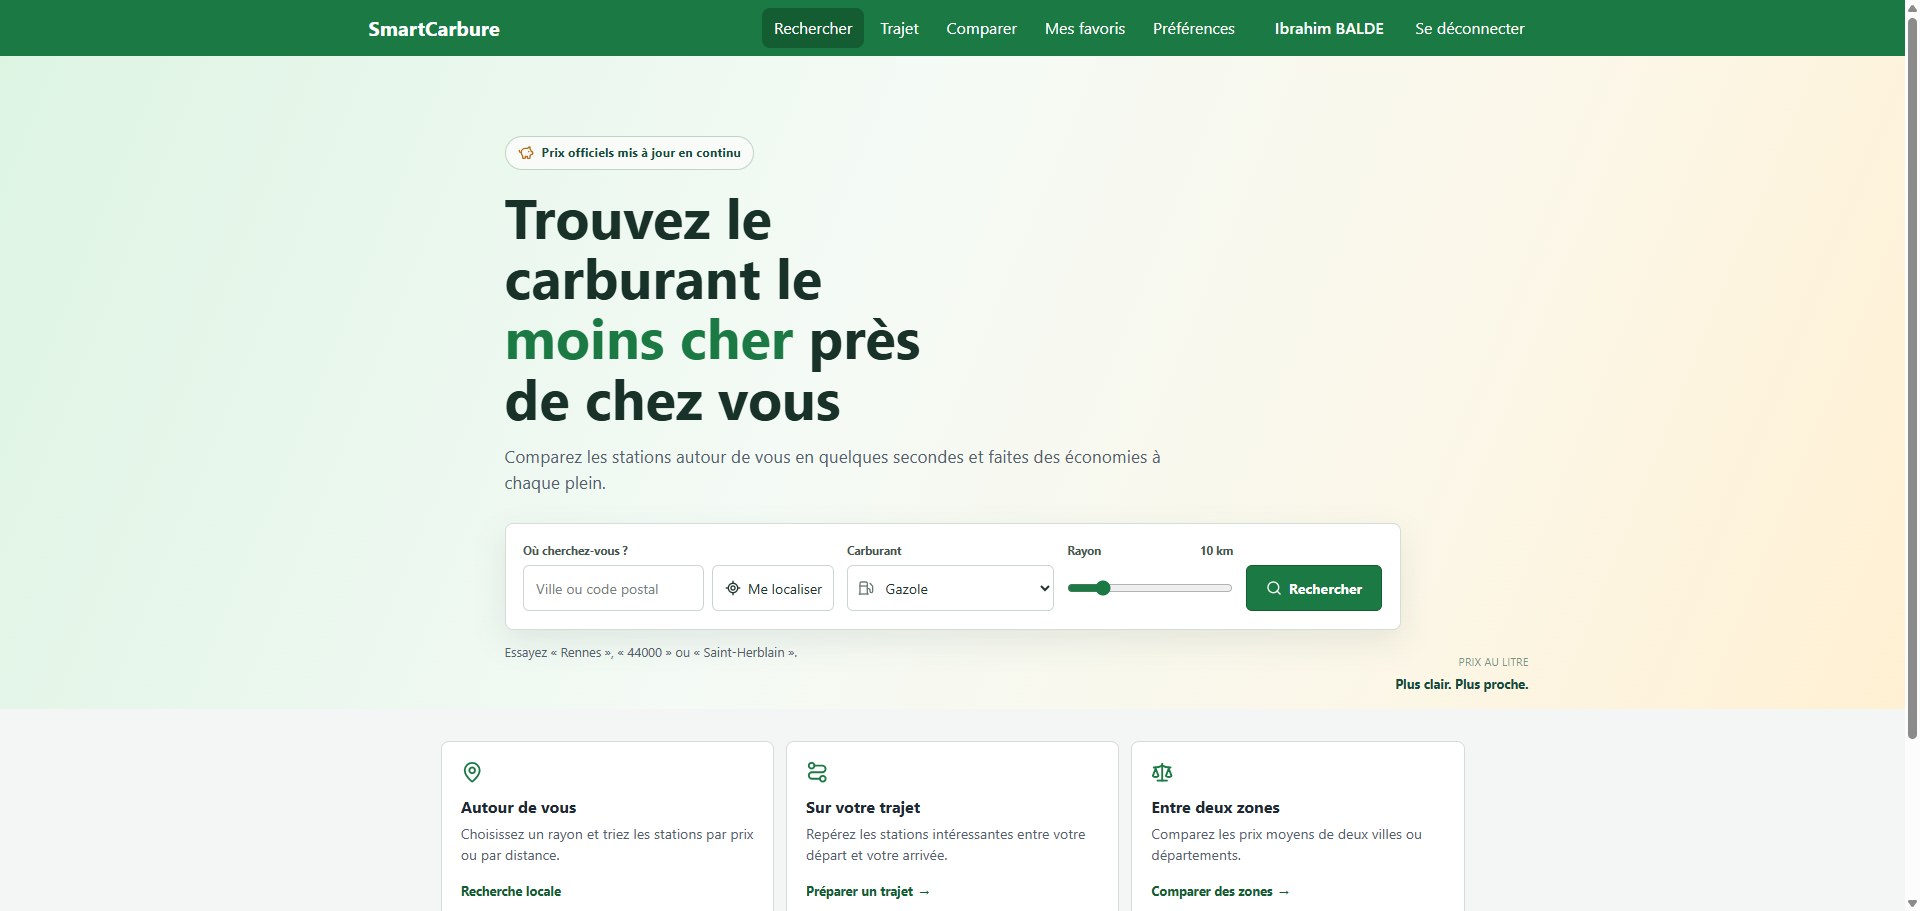 SmartCarbure
Rechercher
Trajet
Comparer
Mes favoris
Préférences
Ibrahim BALDE
Se déconnecter
Prix officiels mis à jour en continu
Trouvez le
carburant le
moins cher près
de chez vous
Comparez les stations autour de vous en quelques secondes et faites des économies à
chaque plein.
Où cherchez-vous ?
Ville ou code postal
Me localiser
Carburant
Gazole
Rayon
10 km
Rechercher
Essayez « Rennes », « 44000 » ou « Saint-Herblain ».
PRIX AU LITRE
Plus clair. Plus proche.
Autour de vous
Choisissez un rayon et triez les stations par prix
ou par distance.
Recherche locale
Sur votre trajet
Repérez les stations intéressantes entre votre
départ et votre arrivée.
Préparer un trajet →
Entre deux zones
Comparez les prix moyens de deux villes ou
départements.
Comparer des zones →